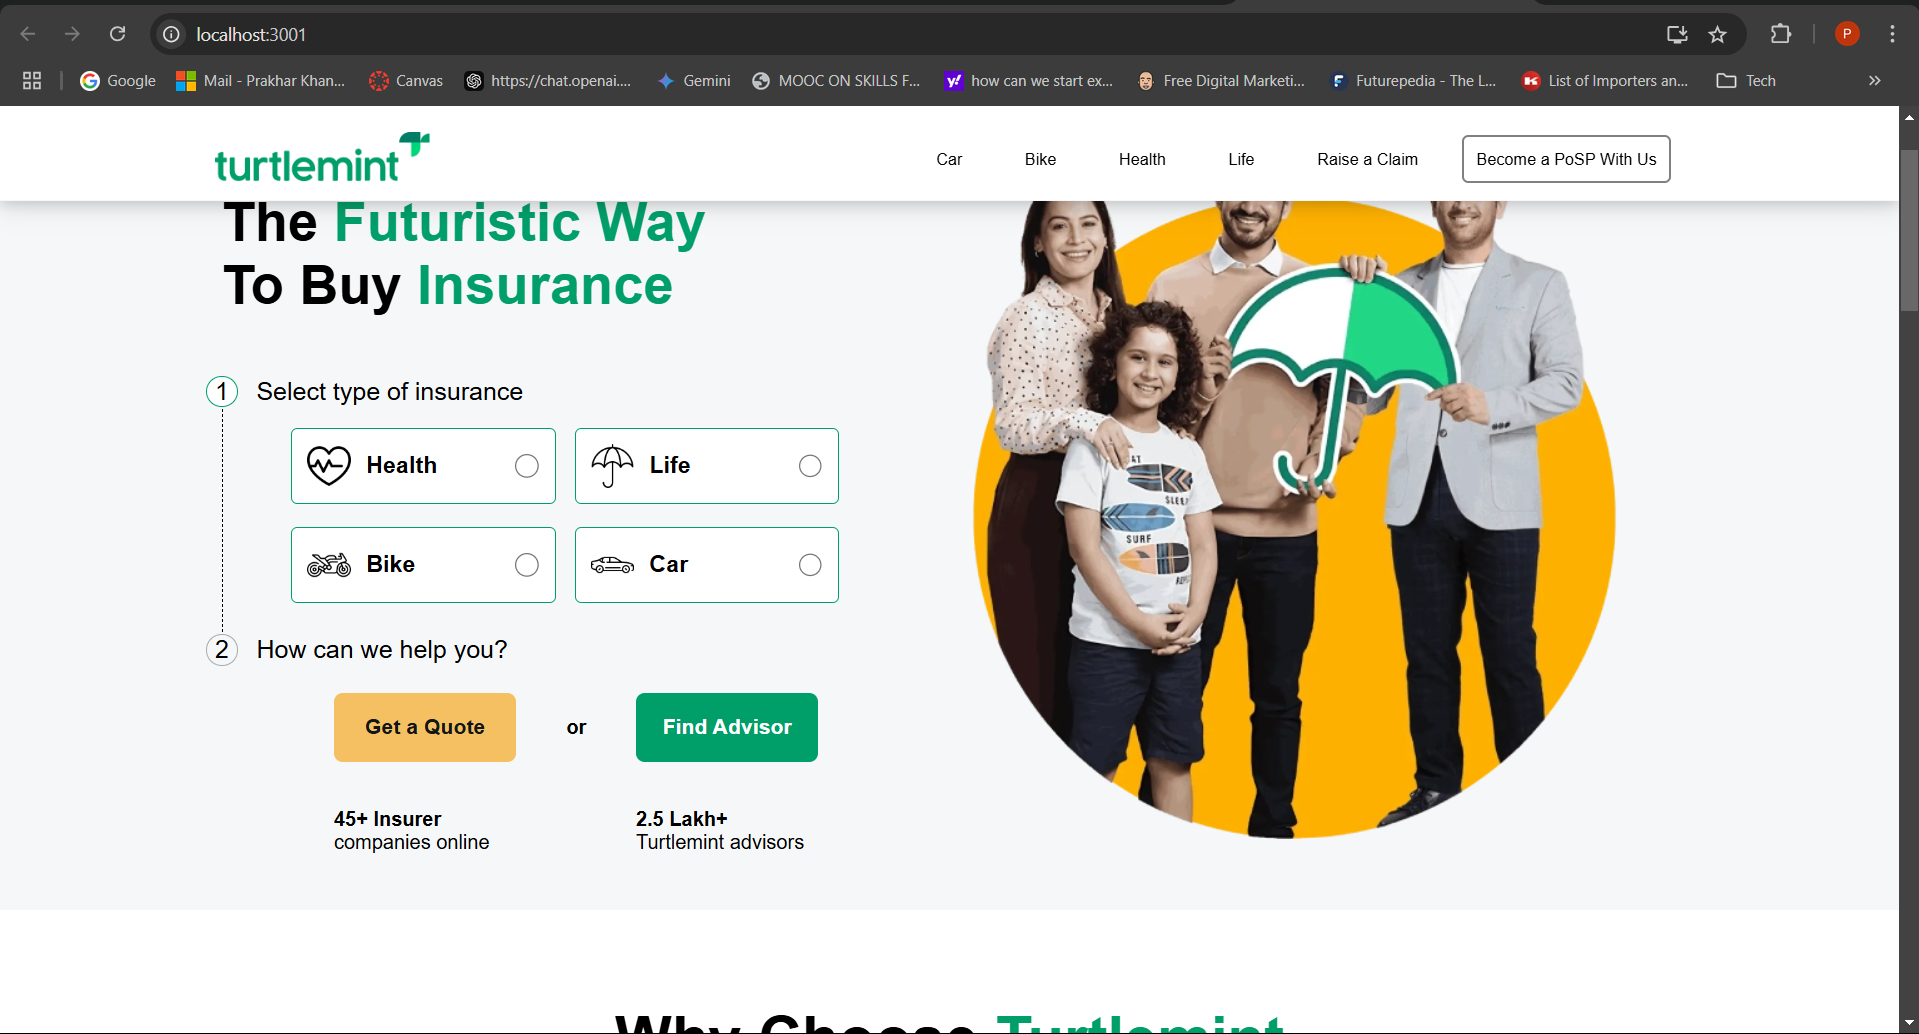 localhost:3001
P
Google
Mail - Prakhar Khan...
Canvas
https://chat.openai....
Gemini
MOOC ON SKILLS F...
how can we start ex...
Free Digital Marketi...
Futurepedia - The L...
List of Importers an...
Tech
turtlemint
Car
Bike
Health
Life
Raise a Claim
Become a PoSP With Us
The Futuristic Way
To Buy Insurance
1 Select type of insurance
Health
Life
Bike
Car
2 How can we help you?
Get a Quote
or
Find Advisor
45+ Insurer
companies online
2.5 Lakh+
Turtlemint advisors
SURF
Why Choose Turtlemint